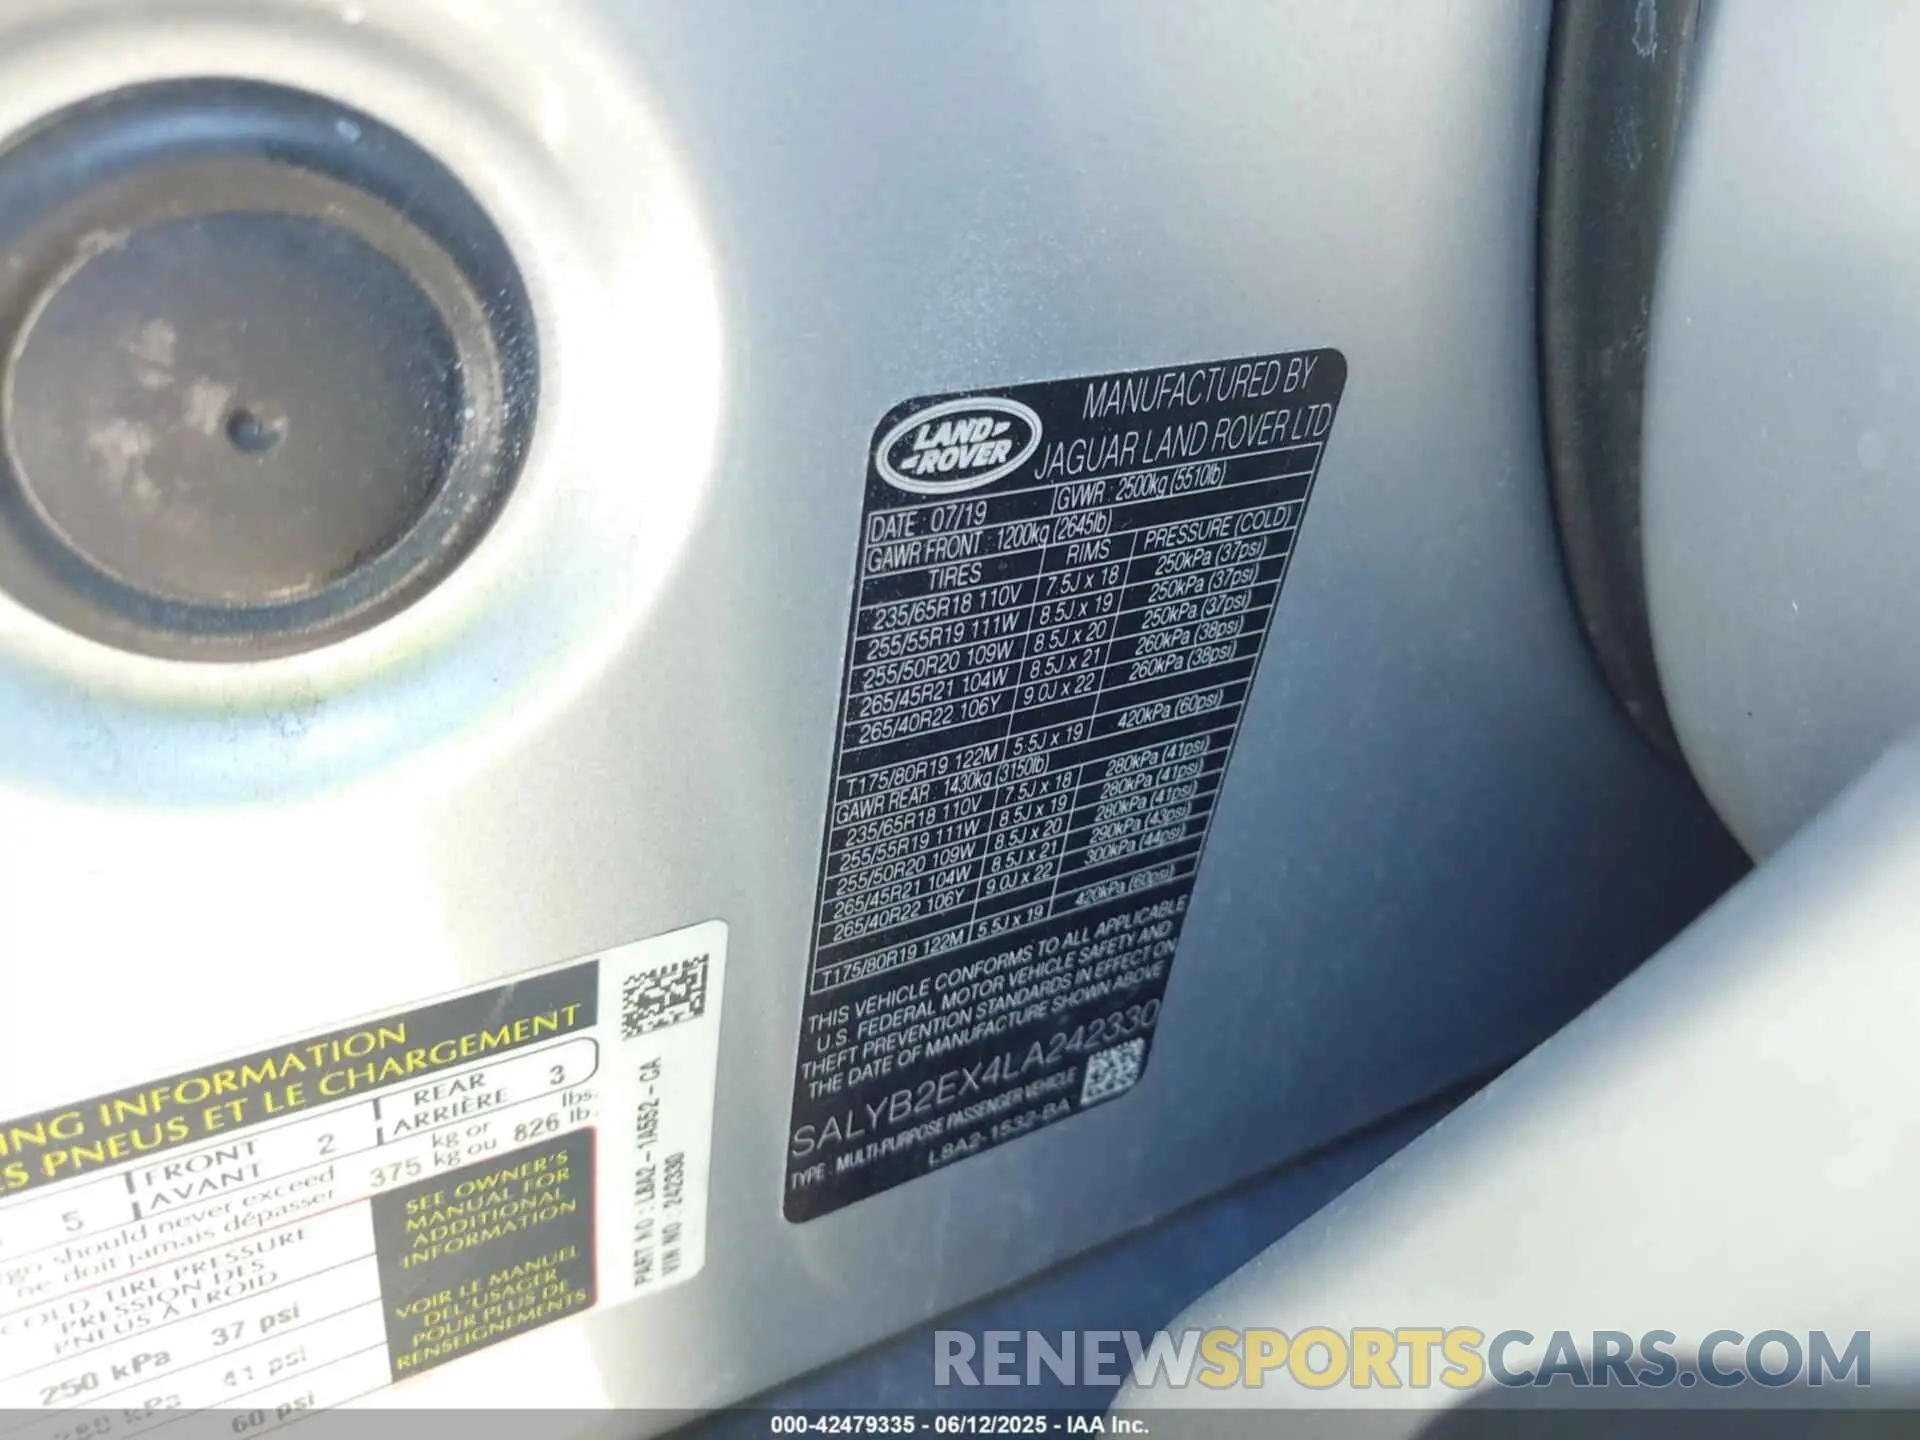 LAND
ROVER
MANUFACTURED BY
JAGUAR LAND ROVER LTD
DATE : 07/19 GVWR : 2500kg (5510lb)
GAWR FRONT : 1200kg (2645lb)
TIRES RIMS PRESSURE (COLD)
235/65R18 110V 7.5J x 18 250kPa (37psi)
255/55R19 111W 8.5J x 19 250kPa (37psi)
255/50R20 109W 8.5J x 20 250kPa (37psi)
265/45R21 104W 8.5J x 21 260kPa (38psi)
265/40R22 106Y 9.0J x 22 260kPa (38psi)
T175/80R19 122M 5.5J x 19 420kPa (60psi)
GAWR REAR : 1430kg (3150lb)
235/65R18 110V 7.5J x 18 280kPa (41psi)
255/55R19 111W 8.5J x 19 280kPa (41psi)
255/50R20 109W 8.5J x 20 280kPa (41psi)
265/45R21 104W 8.5J x 21 290kPa (43psi)
265/40R22 106Y 9.0J x 22 300kPa (44psi)
T175/80R19 122M 5.5J x 19 420kPa (60psi)
THIS VEHICLE CONFORMS TO ALL APPLICABLE
U.S. FEDERAL MOTOR VEHICLE SAFETY AND
THEFT PREVENTION STANDARDS IN EFFECT ON
THE DATE OF MANUFACTURE SHOWN ABOVE
SALYB2EX4LA242330
TYPE : MULTI-PURPOSE PASSENGER VEHICLE
L8A2-1532-BA
ING INFORMATION
S PNEUS ET LE CHARGEMENT
5 FRONT 2 REAR 3
AVANT ARRIÈRE
go should never exceed 375 kg or 826 lbs.
ne doit jamais dépasser kg ou lb.
COLD TIRE PRESSURE
PRESSION DES
PNEUS À FROID
250 kPa 37 psi
280 kPa 41 psi
60 psi
SEE OWNER'S
MANUAL FOR
ADDITIONAL
INFORMATION
VOIR LE MANUEL
DE L'USAGER
POUR PLUS DE
RENSEIGNEMENTS
PART NO : L8A2-1A552-CA
VIN NO : 242330
RENEWSPORTSCARS.COM
000-42479335 - 06/12/2025 - IAA Inc.